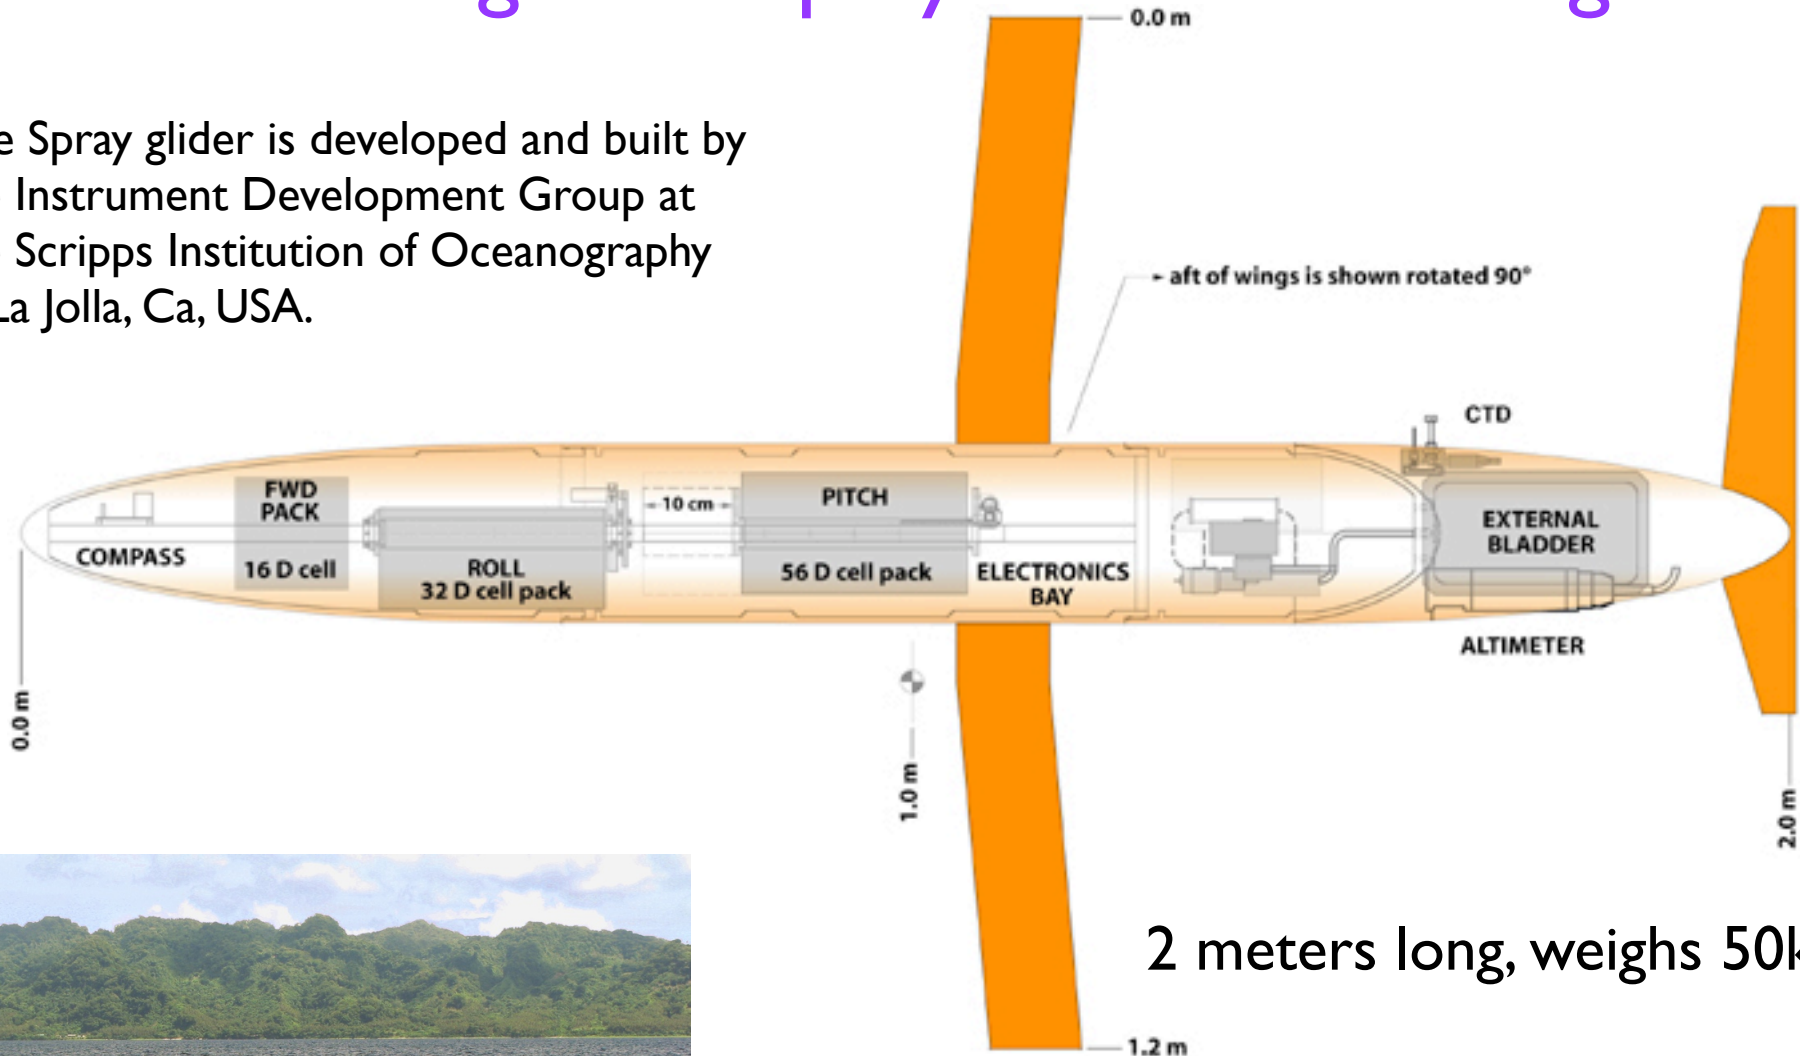 0.0 m
e Spray glider is developed and built by
Instrument Development Group at
Scripps Institution of Oceanography
La Jolla, Ca, USA.
aft of wings is shown rotated 90°
CTD
FWD
PACK
16 D cell
COMPASS
ROLL
32 D cell pack
10 cm
PITCH
56 D cell pack
ELECTRONICS
BAY
EXTERNAL
BLADDER
ALTIMETER
0.0 m
1.0 m
2.0 m
2 meters long, weighs 50k
1.2 m